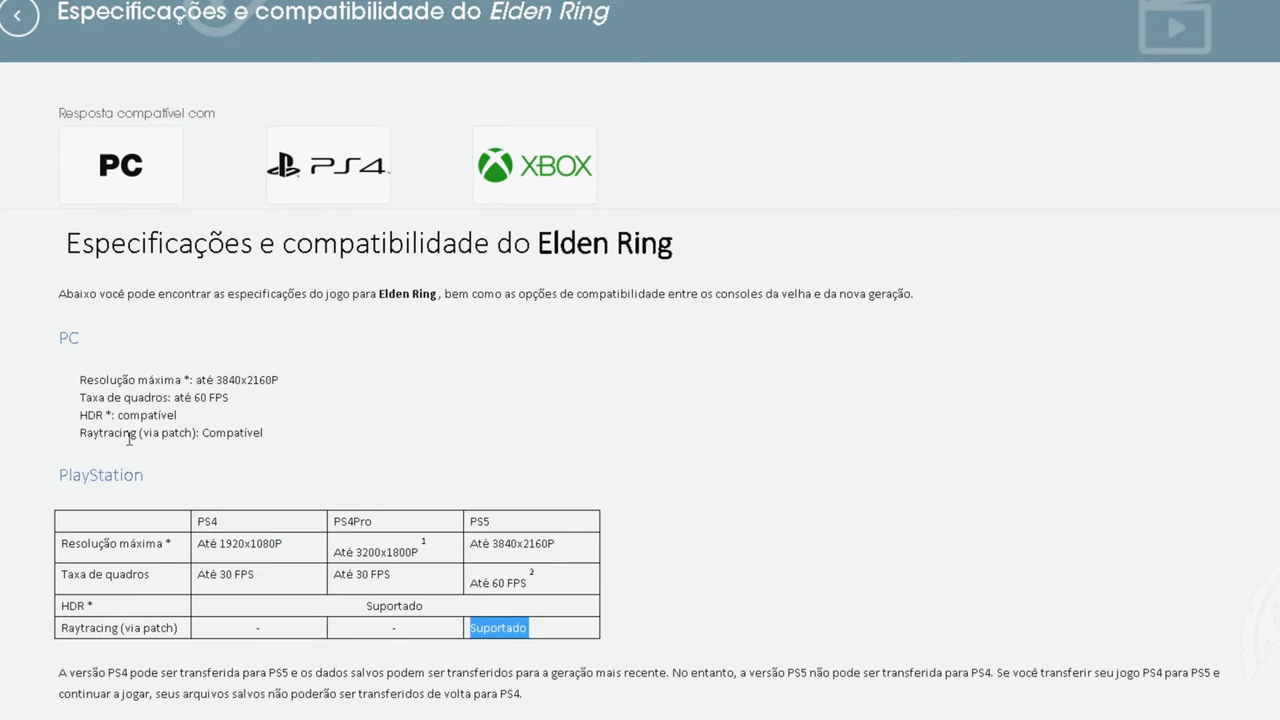 Especificações e compatibilidade do Elden Ring
Resposta compatível com
PC
PS4
XBOX
Especificações e compatibilidade do Elden Ring
Abaixo você pode encontrar as especificações do jogo para Elden Ring , bem como as opções de compatibilidade entre os consoles da velha e da nova geração.
PC
Resolução máxima *: até 3840x2160P
Taxa de quadros: até 60 FPS
HDR *: compatível
Raytracing (via patch): Compatível
PlayStation
PS4 PS4Pro PS5
Resolução máxima * Até 1920x1080P Até 3200x1800P 1 Até 3840x2160P
Taxa de quadros Até 30 FPS Até 30 FPS Até 60 FPS 2
HDR * Suportado
Raytracing (via patch) - - Suportado
A versão PS4 pode ser transferida para PS5 e os dados salvos podem ser transferidos para a geração mais recente. No entanto, a versão PS5 não pode ser transferida para PS4. Se você transferir seu jogo PS4 para PS5 e
continuar a jogar, seus arquivos salvos não poderão ser transferidos de volta para PS4.